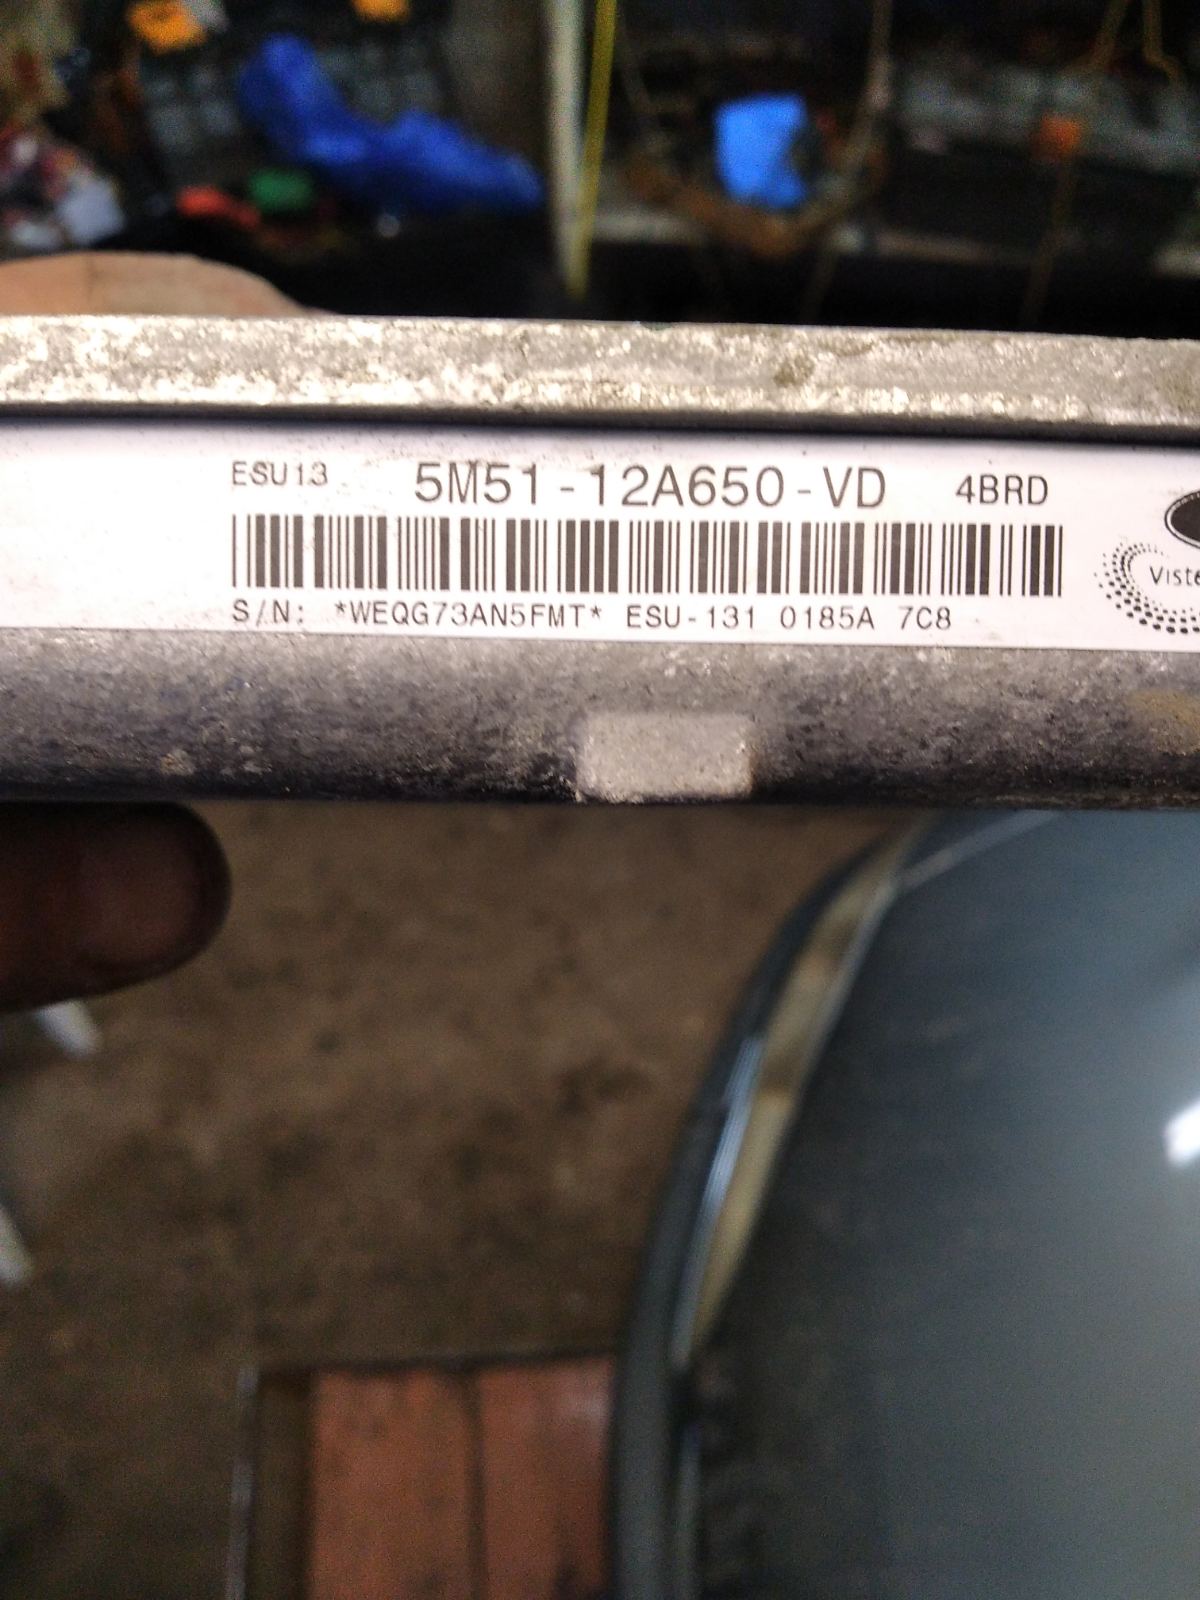 ESU13 5M51-12A650-VD 4BRD
S/N: *WEQG73AN5FMT* ESU-131 0185A 7C8